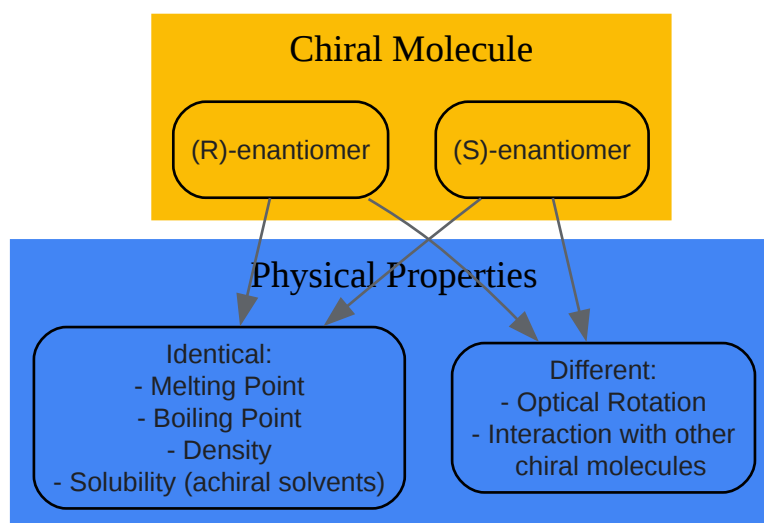 Chiral Molecule
(R)-enantiomer
(S)-enantiomer
Physical Properties
Identical:
- Melting Point
- Boiling Point
- Density
- Solubility (achiral solvents)
Different:
- Optical Rotation
- Interaction with other
chiral molecules